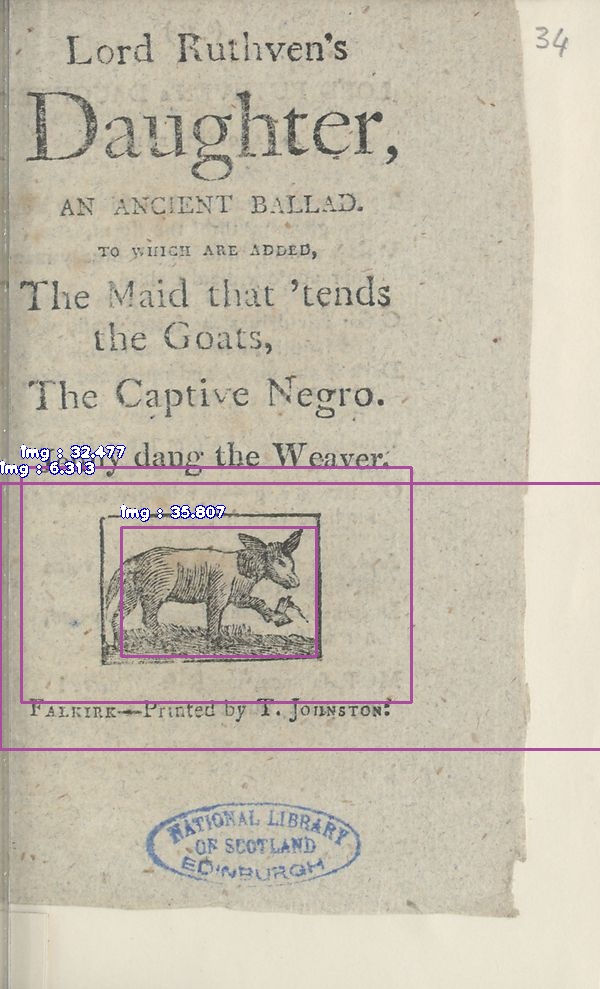 34
Lord Ruthven's
Daughter,
AN ANCIENT BALLAD.
TO WHICH ARE ADDED,
The Maid that 'tends
the Goats,
The Captive Negro.
dang the Weaver.
Img : 32.477
Img : 6.313
Img : 35.807
FALKIRK—Printed by T. JOHNSTON:
NATIONAL LIBRARY
OF SCOTLAND
EDINBURGH